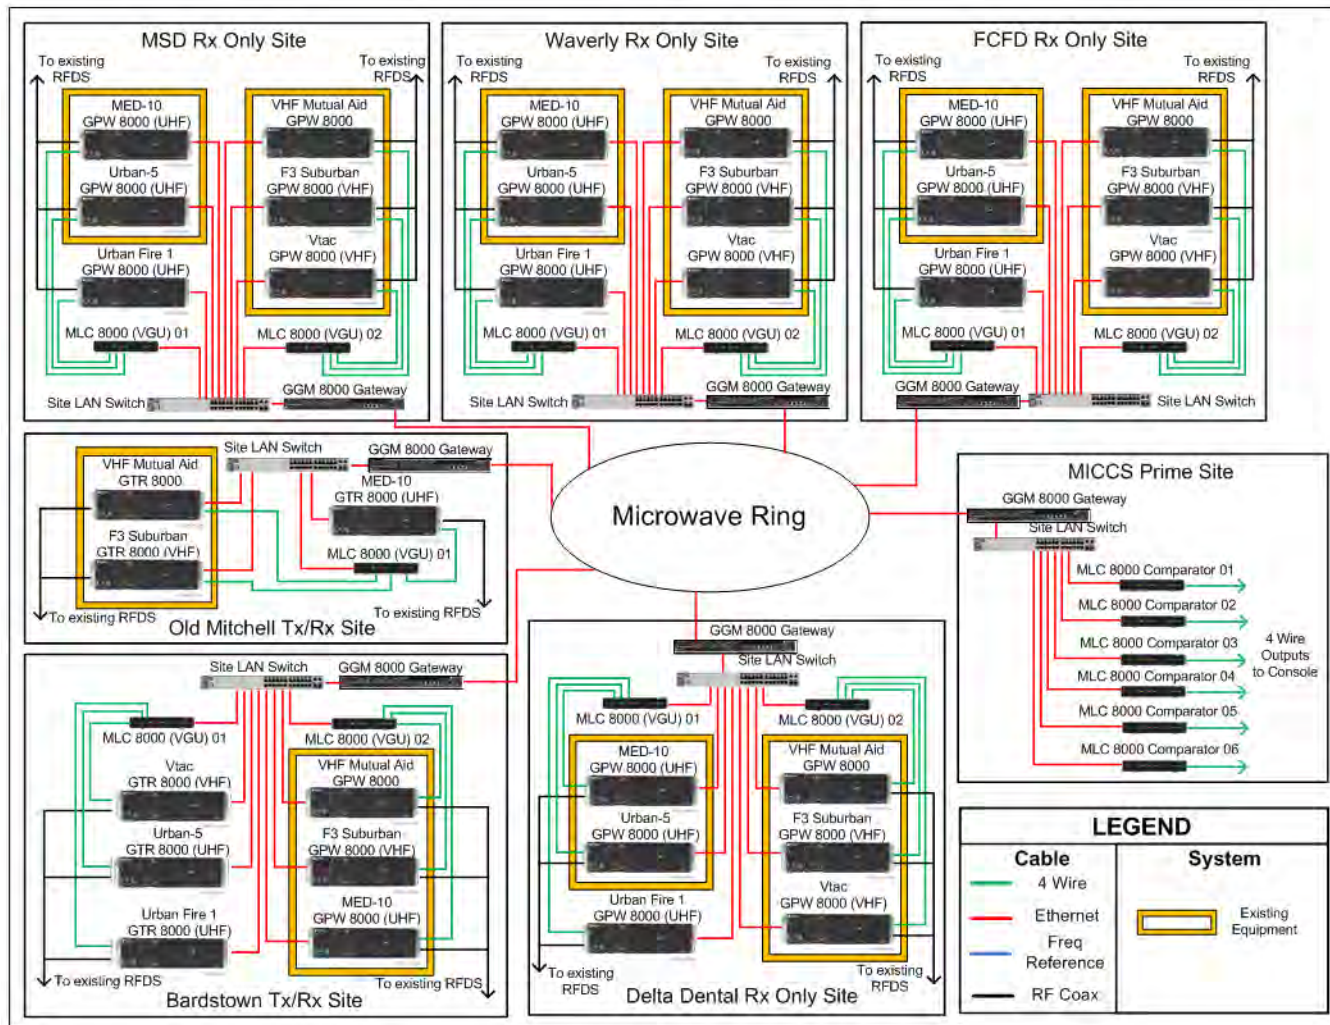 MSD Rx Only Site
To existing
RFDS
To existing
RFDS
MED-10
GPW 8000 (UHF)
VHF Mutual Aid
GPW 8000
Urban-5
GPW 8000 (UHF)
F3 Suburban
GPW 8000 (VHF)
Urban Fire 1
GPW 8000 (UHF)
Vtac
GPW 8000 (VHF)
MLC 8000 (VGU) 01
MLC 8000 (VGU) 02
Site LAN Switch
GGM 8000 Gateway
Waverly Rx Only Site
To existing
RFDS
To existing
RFDS
MED-10
GPW 8000 (UHF)
VHF Mutual Aid
GPW 8000
Urban-5
GPW 8000 (UHF)
F3 Suburban
GPW 8000 (VHF)
Urban Fire 1
GPW 8000 (UHF)
Vtac
GPW 8000 (VHF)
MLC 8000 (VGU) 01
MLC 8000 (VGU) 02
Site LAN Switch
GGM 8000 Gateway
FCFD Rx Only Site
To existing
RFDS
To existing
RFDS
MED-10
GPW 8000 (UHF)
VHF Mutual Aid
GPW 8000
Urban-5
GPW 8000 (UHF)
F3 Suburban
GPW 8000 (VHF)
Urban Fire 1
GPW 8000 (UHF)
Vtac
GPW 8000 (VHF)
MLC 8000 (VGU) 01
MLC 8000 (VGU) 02
GGM 8000 Gateway
Site LAN Switch
Site LAN Switch
GGM 8000 Gateway
VHF Mutual Aid
GTR 8000
MED-10
GTR 8000 (UHF)
F3 Suburban
GTR 8000 (VHF)
MLC 8000 (VGU) 01
To existing RFDS
To existing RFDS
Old Mitchell Tx/Rx Site
Microwave Ring
MICCS Prime Site
GGM 8000 Gateway
Site LAN Switch
MLC 8000 Comparator 01
MLC 8000 Comparator 02
MLC 8000 Comparator 03
MLC 8000 Comparator 04
MLC 8000 Comparator 05
MLC 8000 Comparator 06
4 Wire
Outputs
to Console
Site LAN Switch
GGM 8000 Gateway
MLC 8000 (VGU) 01
MLC 8000 (VGU) 02
Vtac
GTR 8000 (VHF)
VHF Mutual Aid
GPW 8000
Urban-5
GTR 8000 (UHF)
F3 Suburban
GPW 8000 (VHF)
Urban Fire 1
GTR 8000 (UHF)
MED-10
GPW 8000 (UHF)
To existing RFDS
To existing
RFDS
Bardstown Tx/Rx Site
GGM 8000 Gateway
Site LAN Switch
MLC 8000 (VGU) 01
MLC 8000 (VGU) 02
MED-10
GPW 8000 (UHF)
VHF Mutual Aid
GPW 8000
Urban-5
GPW 8000 (UHF)
F3 Suburban
GPW 8000 (VHF)
Urban Fire 1
GPW 8000 (UHF)
Vtac
GPW 8000 (VHF)
To existing
RFDS
To existing
RFDS
Delta Dental Rx Only Site
LEGEND
Cable
System
4 Wire
Ethernet
Freq
Reference
RF Coax
Existing
Equipment